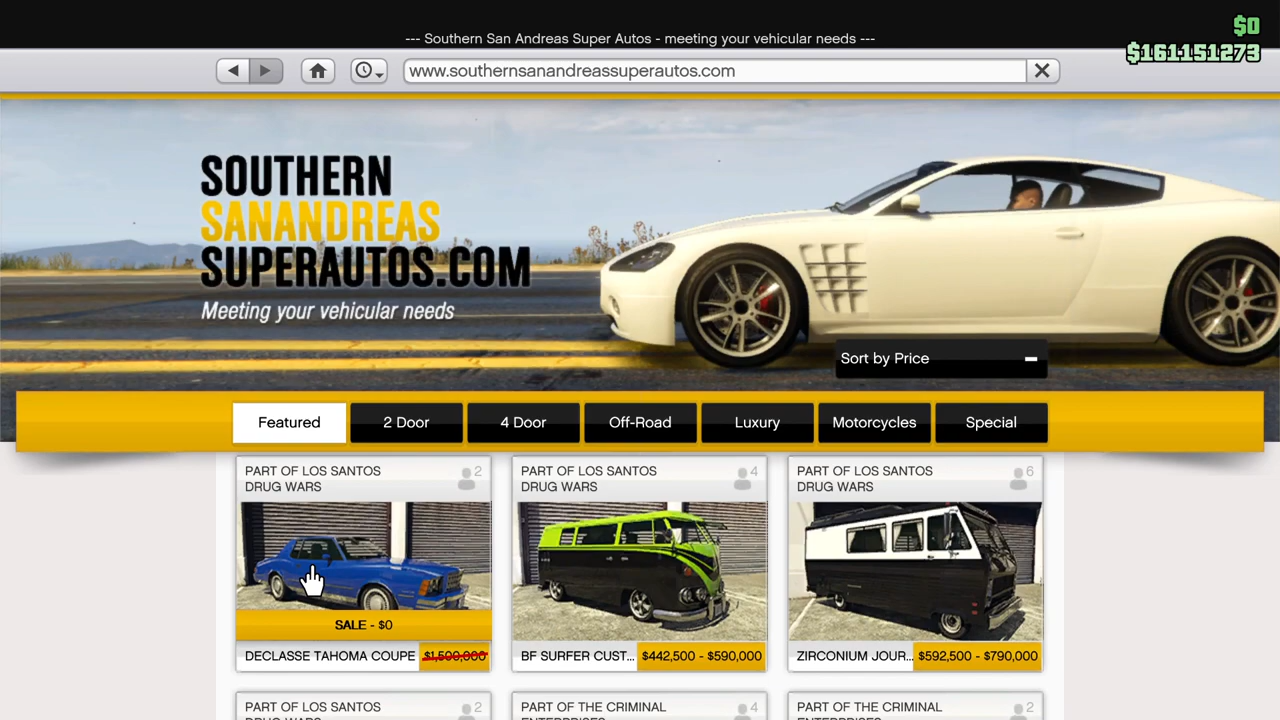 --- Southern San Andreas Super Autos - meeting your vehicular needs ---
$0
$161151273
www.southernsanandreassuperautos.com
SOUTHERN
SANANDREAS
SUPERAUTOS.COM
Meeting your vehicular needs
Sort by Price
Featured
2 Door
4 Door
Off-Road
Luxury
Motorcycles
Special
PART OF LOS SANTOS
DRUG WARS
2
SALE - $0
DECLASSE TAHOMA COUPE
$1,500,000
PART OF LOS SANTOS
DRUG WARS
4
BF SURFER CUST...
$442,500 - $590,000
PART OF LOS SANTOS
DRUG WARS
6
ZIRCONIUM JOUR...
$592,500 - $790,000
PART OF LOS SANTOS
DRUG WARS
2
PART OF THE CRIMINAL
ENTERPRISES
4
PART OF THE CRIMINAL
ENTERPRISES
2